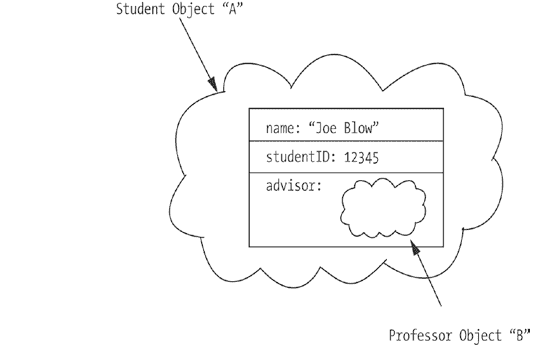 Student Object “A”
name: “Joe Blow”
studentID: 12345
advisor:
Professor Object “B”